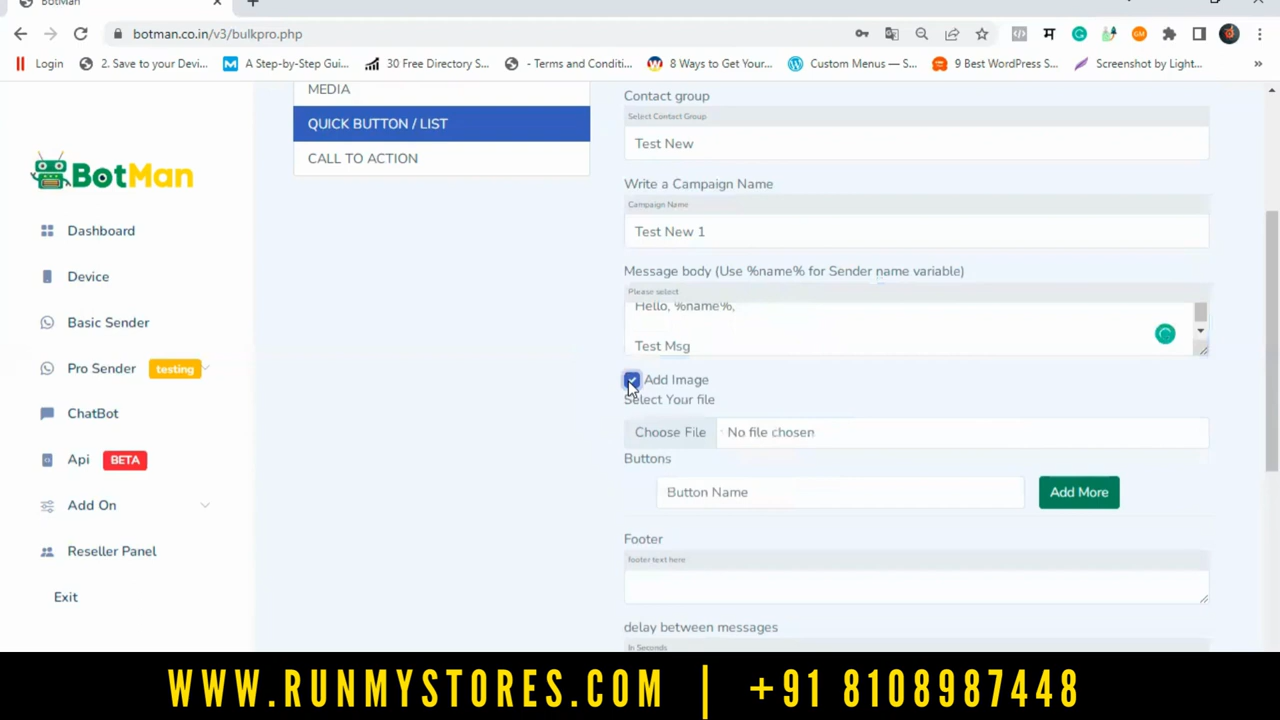 BotMan
botman.co.in/v3/bulkpro.php
Login
2. Save to your Devi...
A Step-by-Step Gui...
30 Free Directory S...
- Terms and Conditi...
8 Ways to Get Your...
Custom Menus — S...
9 Best WordPress S...
Screenshot by Light...
»
BotMan
Dashboard
Device
Basic Sender
Pro Sender testing
ChatBot
Api BETA
Add On
Reseller Panel
Exit
MEDIA
QUICK BUTTON / LIST
CALL TO ACTION
Contact group
Select Contact Group
Test New
Write a Campaign Name
Campaign Name
Test New 1
Message body (Use %name% for Sender name variable)
Please select
Hello, %name%,
Test Msg
Add Image
Select Your file
Choose File No file chosen
Buttons
Button Name Add More
Footer
footer text here
delay between messages
In Seconds
WWW.RUNMYSTORES.COM | +91 8108987448